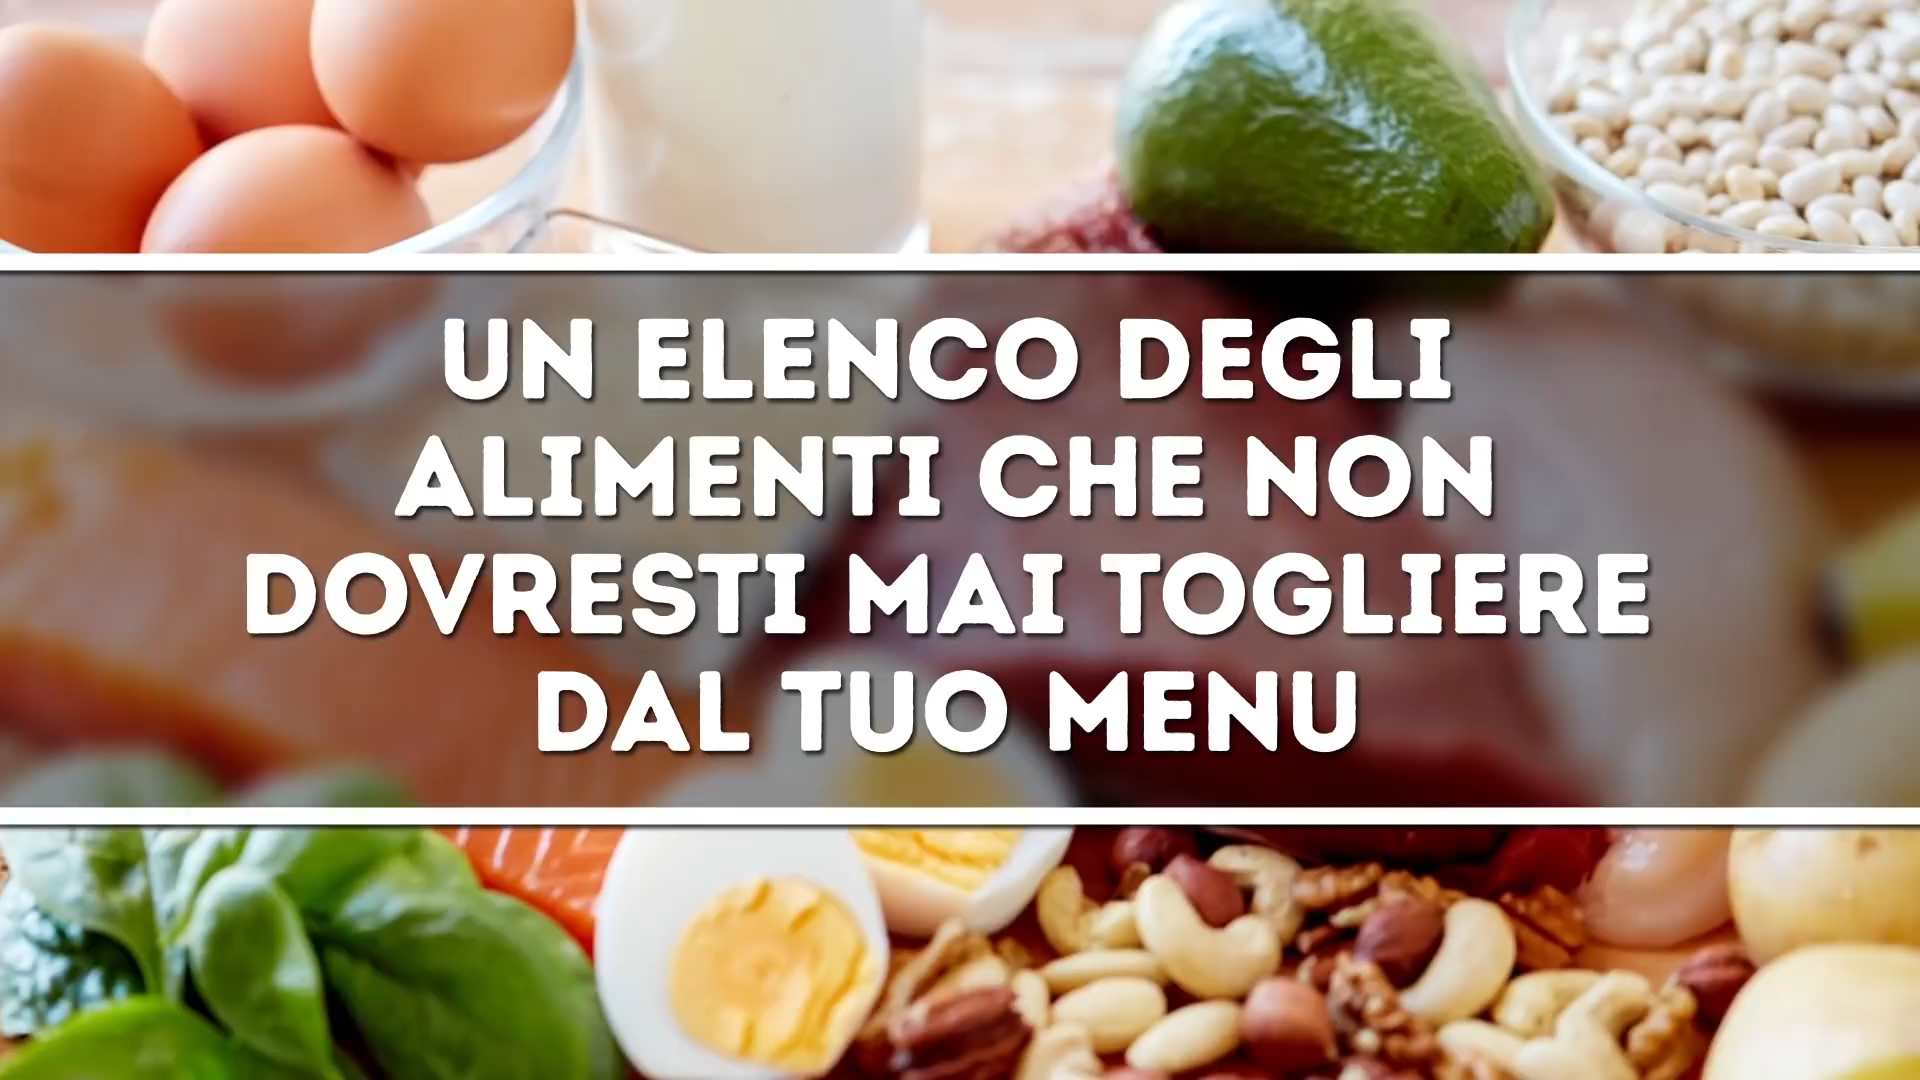 UN ELENCO DEGLI
ALIMENTI CHE NON
DOVRESTI MAI TOGLIERE
DAL TUO MENU